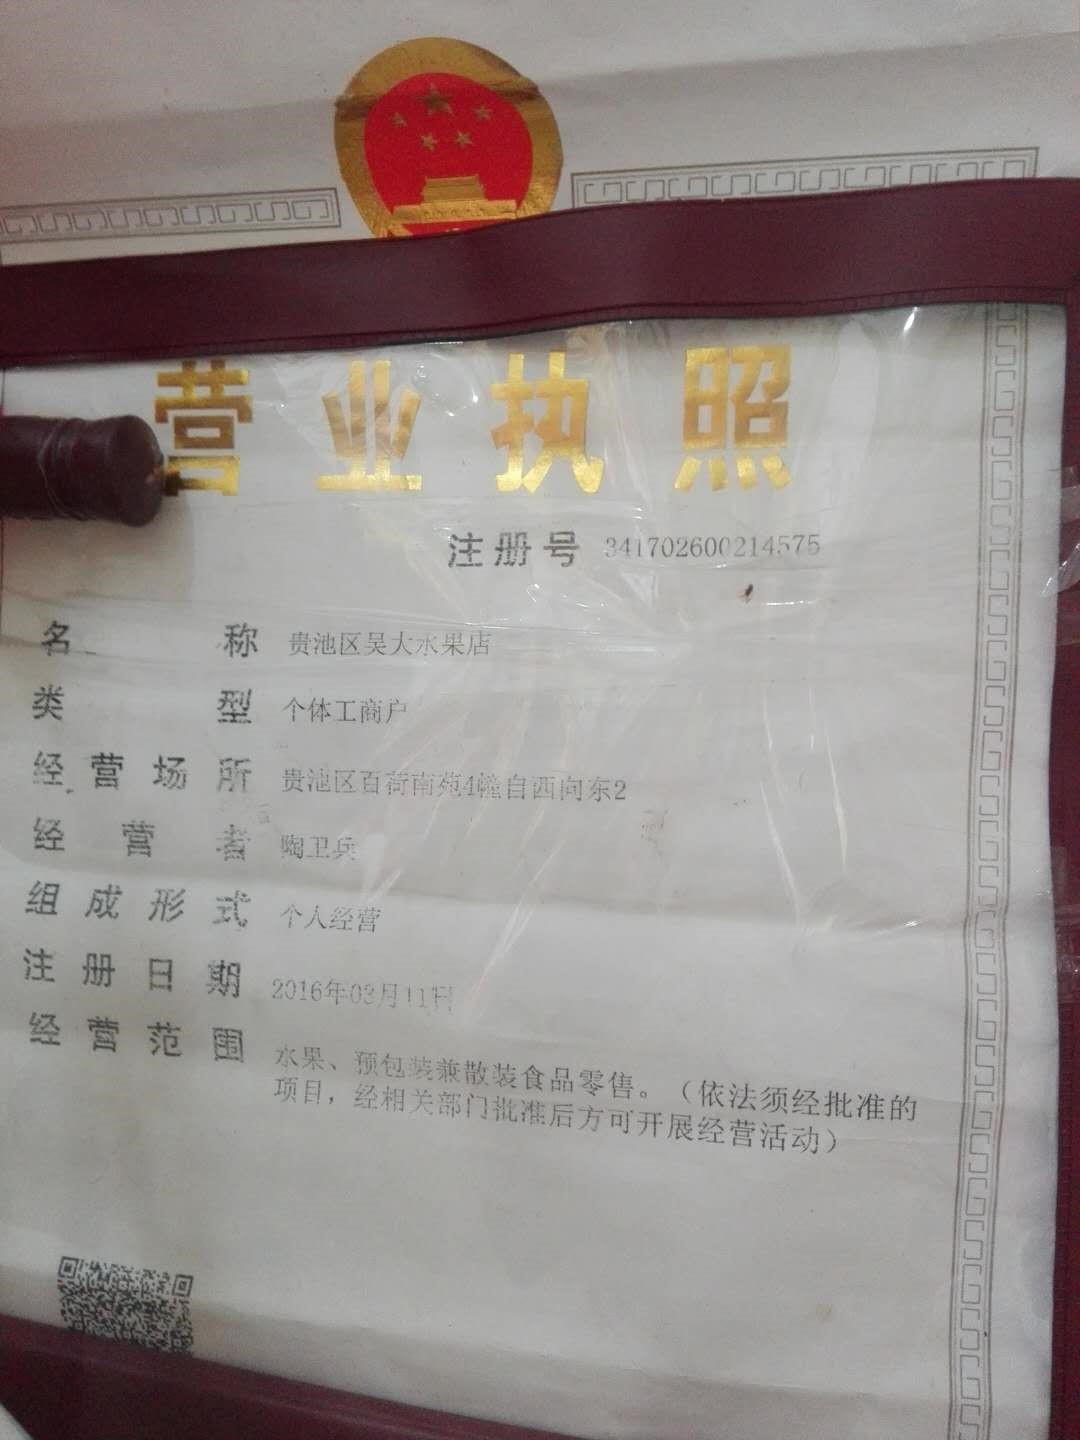 营业执照
注册号 341702600214575
名称 贵池区吴大水果店
类型 个体工商户
经营场所 贵池区百荷南苑4幢自西向东2
经营者 陶卫兵
组成形式 个人经营
注册日期 2016年03月11日
经营范围 水果、预包装兼散装食品零售。（依法须经批准的
项目，经相关部门批准后方可开展经营活动）